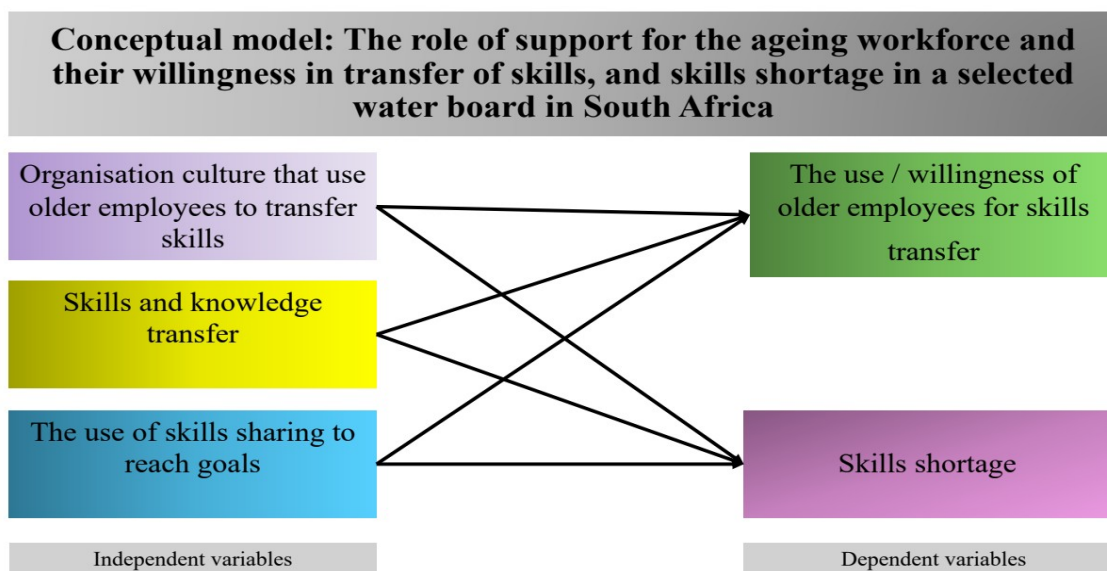 Conceptual model: The role of support for the ageing workforce and
their willingness in transfer of skills, and skills shortage in a selected
water board in South Africa
Organisation culture that use
older employees to transfer
skills
The use / willingness of
older employees for skills
transfer
Skills and knowledge
transfer
The use of skills sharing to
reach goals
Skills shortage
Independent variables
Dependent variables